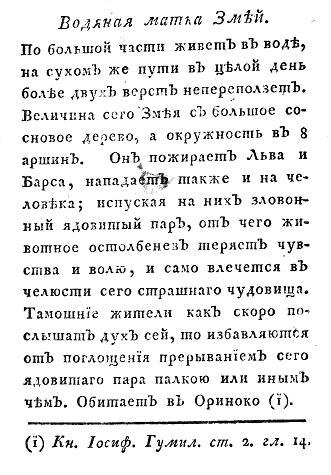 Водяная матка Змѣй.
По большой части живетъ въ водѣ,
на сухомъ же пути въ цѣлой день
болѣе двухъ верстъ непереползетъ.
Величина сего Змѣя съ большое со-
сновое дерево, а окружность въ 8
аршинъ. Онъ пожираетъ Льва и
Барса, нападаетъ также и на че-
ловѣка; испуская на нихъ зловон-
ный ядовитый паръ, отъ чего жи-
вотное остолбеневъ теряетъ чув-
ства и волю, и само влечется въ
челюсти сего страшнаго чудовища.
Тамошніе жители какъ скоро по-
слышатъ духъ сей, то избавляются
отъ поглощенія прерываніемъ сего
ядовитаго пара палкою или инымъ
чѣмъ. Обитаетъ въ Ориноко (ї).
(ї) Кн. Іосиф. Гумил. ст. 2. гл. 14.